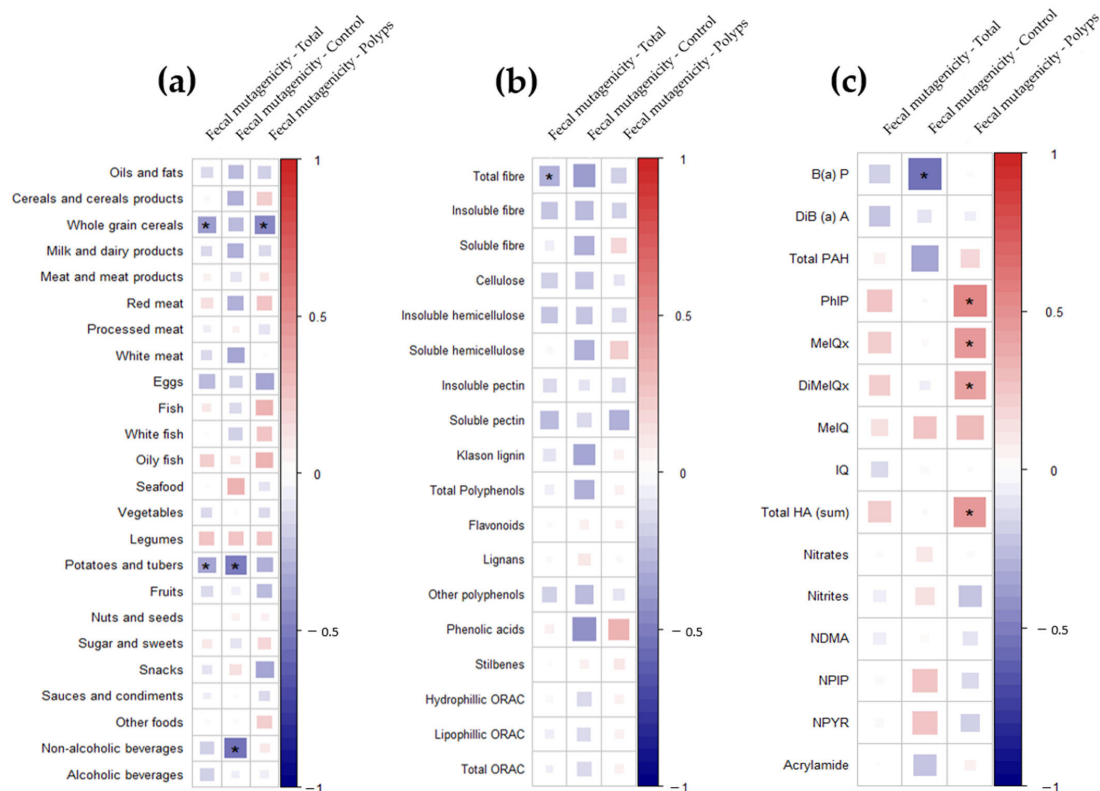 (a)
Fecal mutagenicity - Total
Fecal mutagenicity - Control
Fecal mutagenicity - Polyps
Oils and fats
Cereals and cereals products
Whole grain cereals
* *
Milk and dairy products
Meat and meat products
Red meat
Processed meat
White meat
Eggs
Fish
White fish
Oily fish
Seafood
Vegetables
Legumes
Potatoes and tubers
* *
Fruits
Nuts and seeds
Sugar and sweets
Snacks
Sauces and condiments
Other foods
Non-alcoholic beverages
*
Alcoholic beverages
1
0.5
0
-0.5
-1
(b)
Fecal mutagenicity - Total
Fecal mutagenicity - Control
Fecal mutagenicity - Polyps
Total fibre
*
Insoluble fibre
Soluble fibre
Cellulose
Insoluble hemicellulose
Soluble hemicellulose
Insoluble pectin
Soluble pectin
Klason lignin
Total Polyphenols
Flavonoids
Lignans
Other polyphenols
Phenolic acids
Stilbenes
Hydrophillic ORAC
Lipophillic ORAC
Total ORAC
1
0.5
0
-0.5
-1
(c)
Fecal mutagenicity - Total
Fecal mutagenicity - Control
Fecal mutagenicity - Polyps
B(a) P
*
DiB (a) A
Total PAH
PhIP
*
MeIQx
*
DiMeIQx
*
MeIQ
IQ
Total HA (sum)
*
Nitrates
Nitrites
NDMA
NPIP
NPYR
Acrylamide
1
0.5
0
-0.5
-1